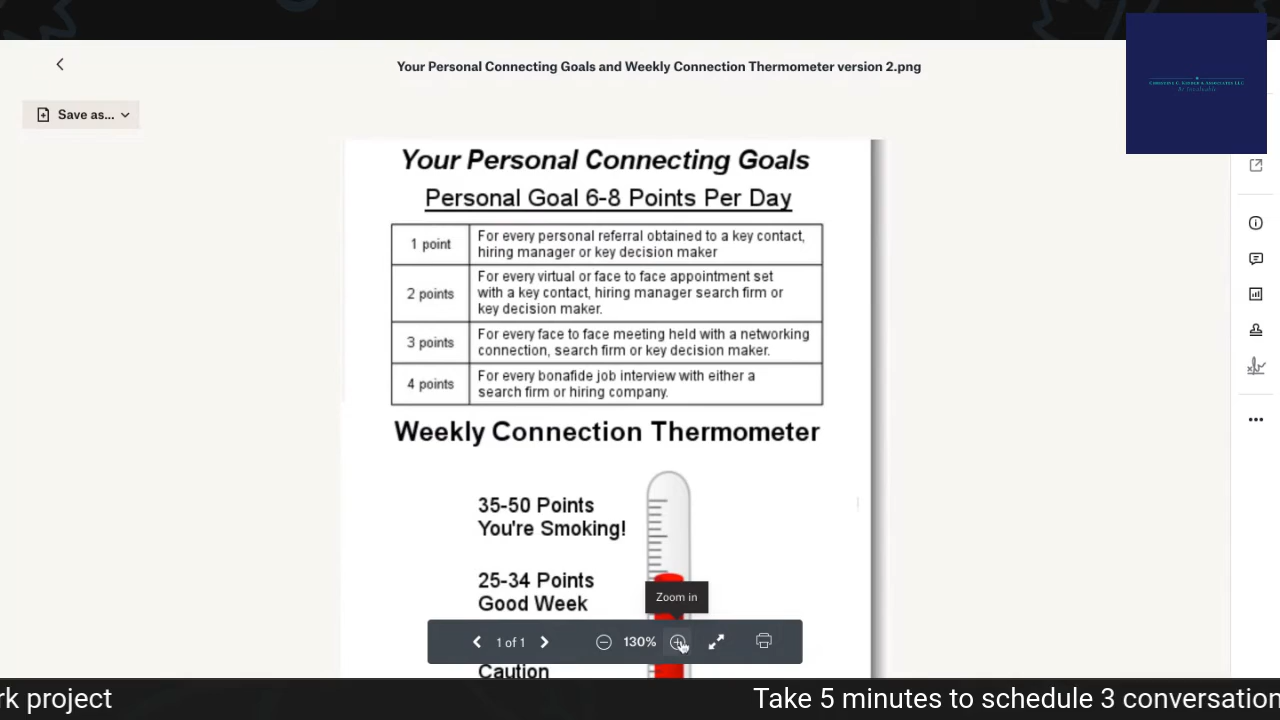 Your Personal Connecting Goals and Weekly Connection Thermometer version 2.png
Save as...
Your Personal Connecting Goals
Personal Goal 6-8 Points Per Day
1 point
For every personal referral obtained to a key contact,
hiring manager or key decision maker
2 points
For every virtual or face to face appointment set
with a key contact, hiring manager search firm or
key decision maker.
3 points
For every face to face meeting held with a networking
connection, search firm or key decision maker.
4 points
For every bonafide job interview with either a
search firm or hiring company.
Weekly Connection Thermometer
35-50 Points
You're Smoking!
25-34 Points
Good Week
Zoom in
1 of 1
130%
Caution
rk project
Take 5 minutes to schedule 3 conversation